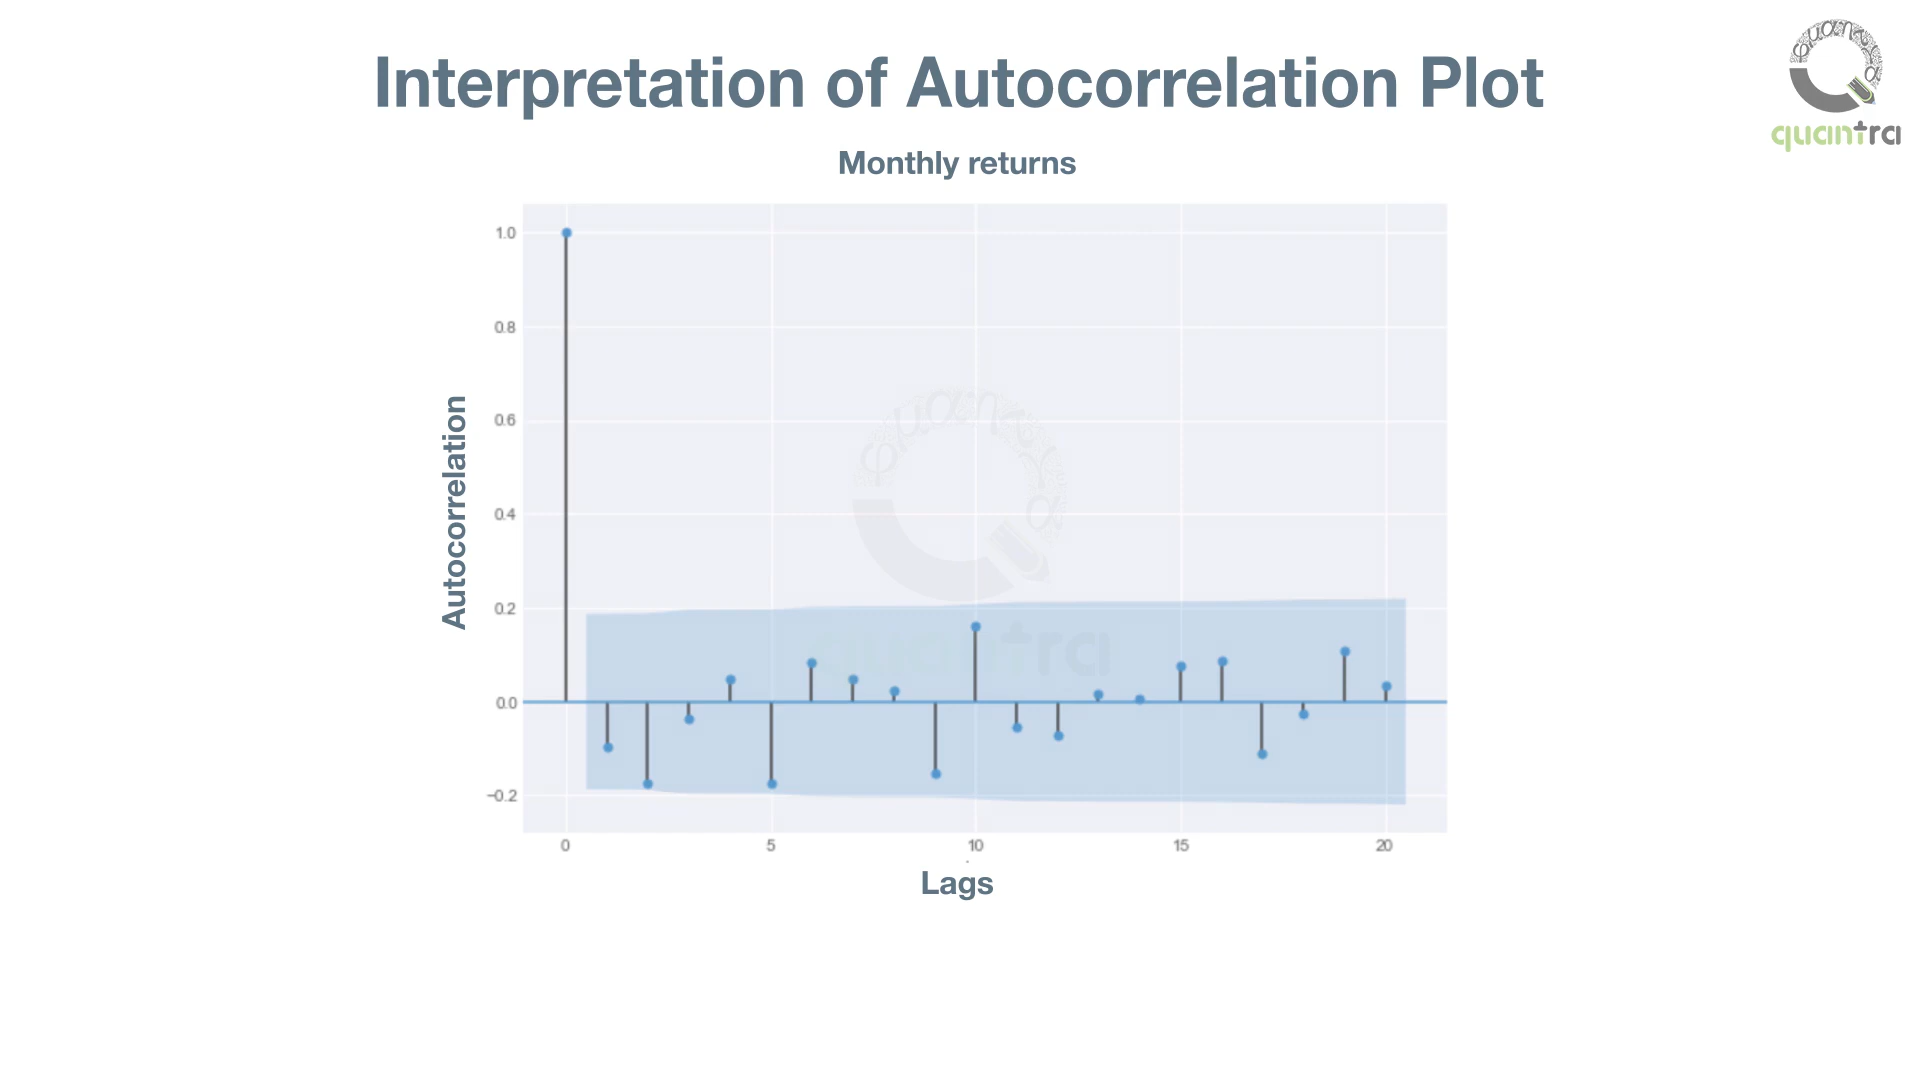 Interpretation of Autocorrelation Plot
quantra
Monthly returns
1.0
0.8
0.6
0.4
0.2
0.0
−0.2
Autocorrelation
quantra
0 5 10 15 20
Lags